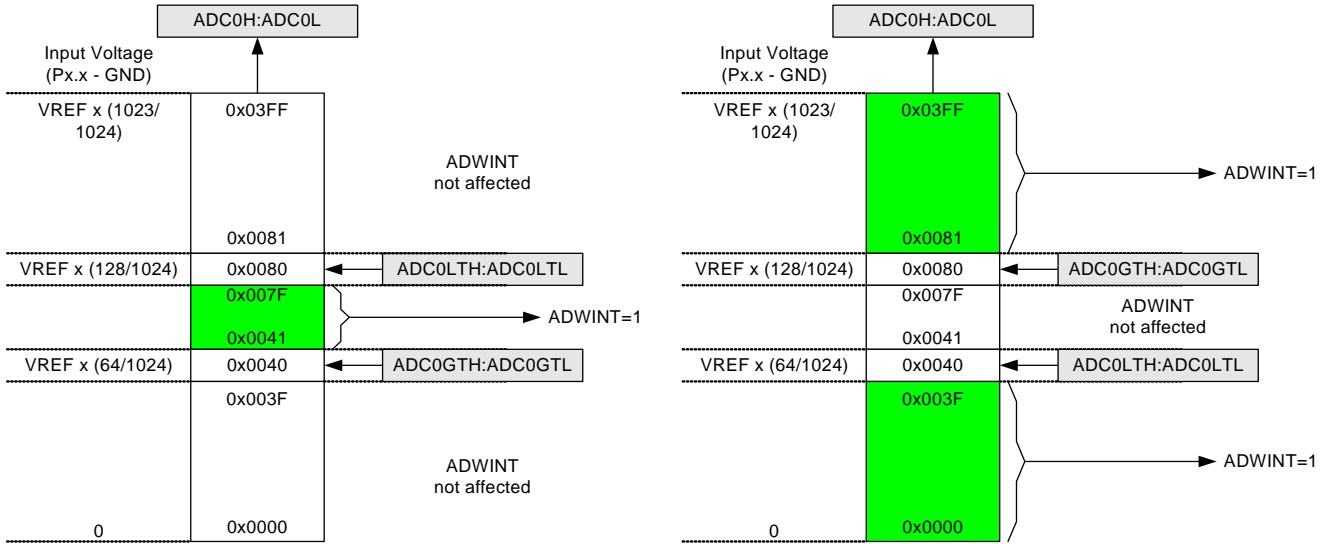 ADC0H:ADC0L
Input Voltage
(Px.x - GND)
VREF x (1023/
1024)
0x03FF
ADWINT
not affected
0x0081
VREF x (128/1024)
0x0080
ADC0LTH:ADC0LTL
0x007F
ADWINT=1
0x0041
VREF x (64/1024)
0x0040
ADC0GTH:ADC0GTL
0x003F
ADWINT
not affected
0
0x0000
ADC0H:ADC0L
Input Voltage
(Px.x - GND)
VREF x (1023/
1024)
0x03FF
ADWINT=1
0x0081
VREF x (128/1024)
0x0080
ADC0GTH:ADC0GTL
0x007F
ADWINT
not affected
0x0041
VREF x (64/1024)
0x0040
ADC0LTH:ADC0LTL
0x003F
ADWINT=1
0
0x0000